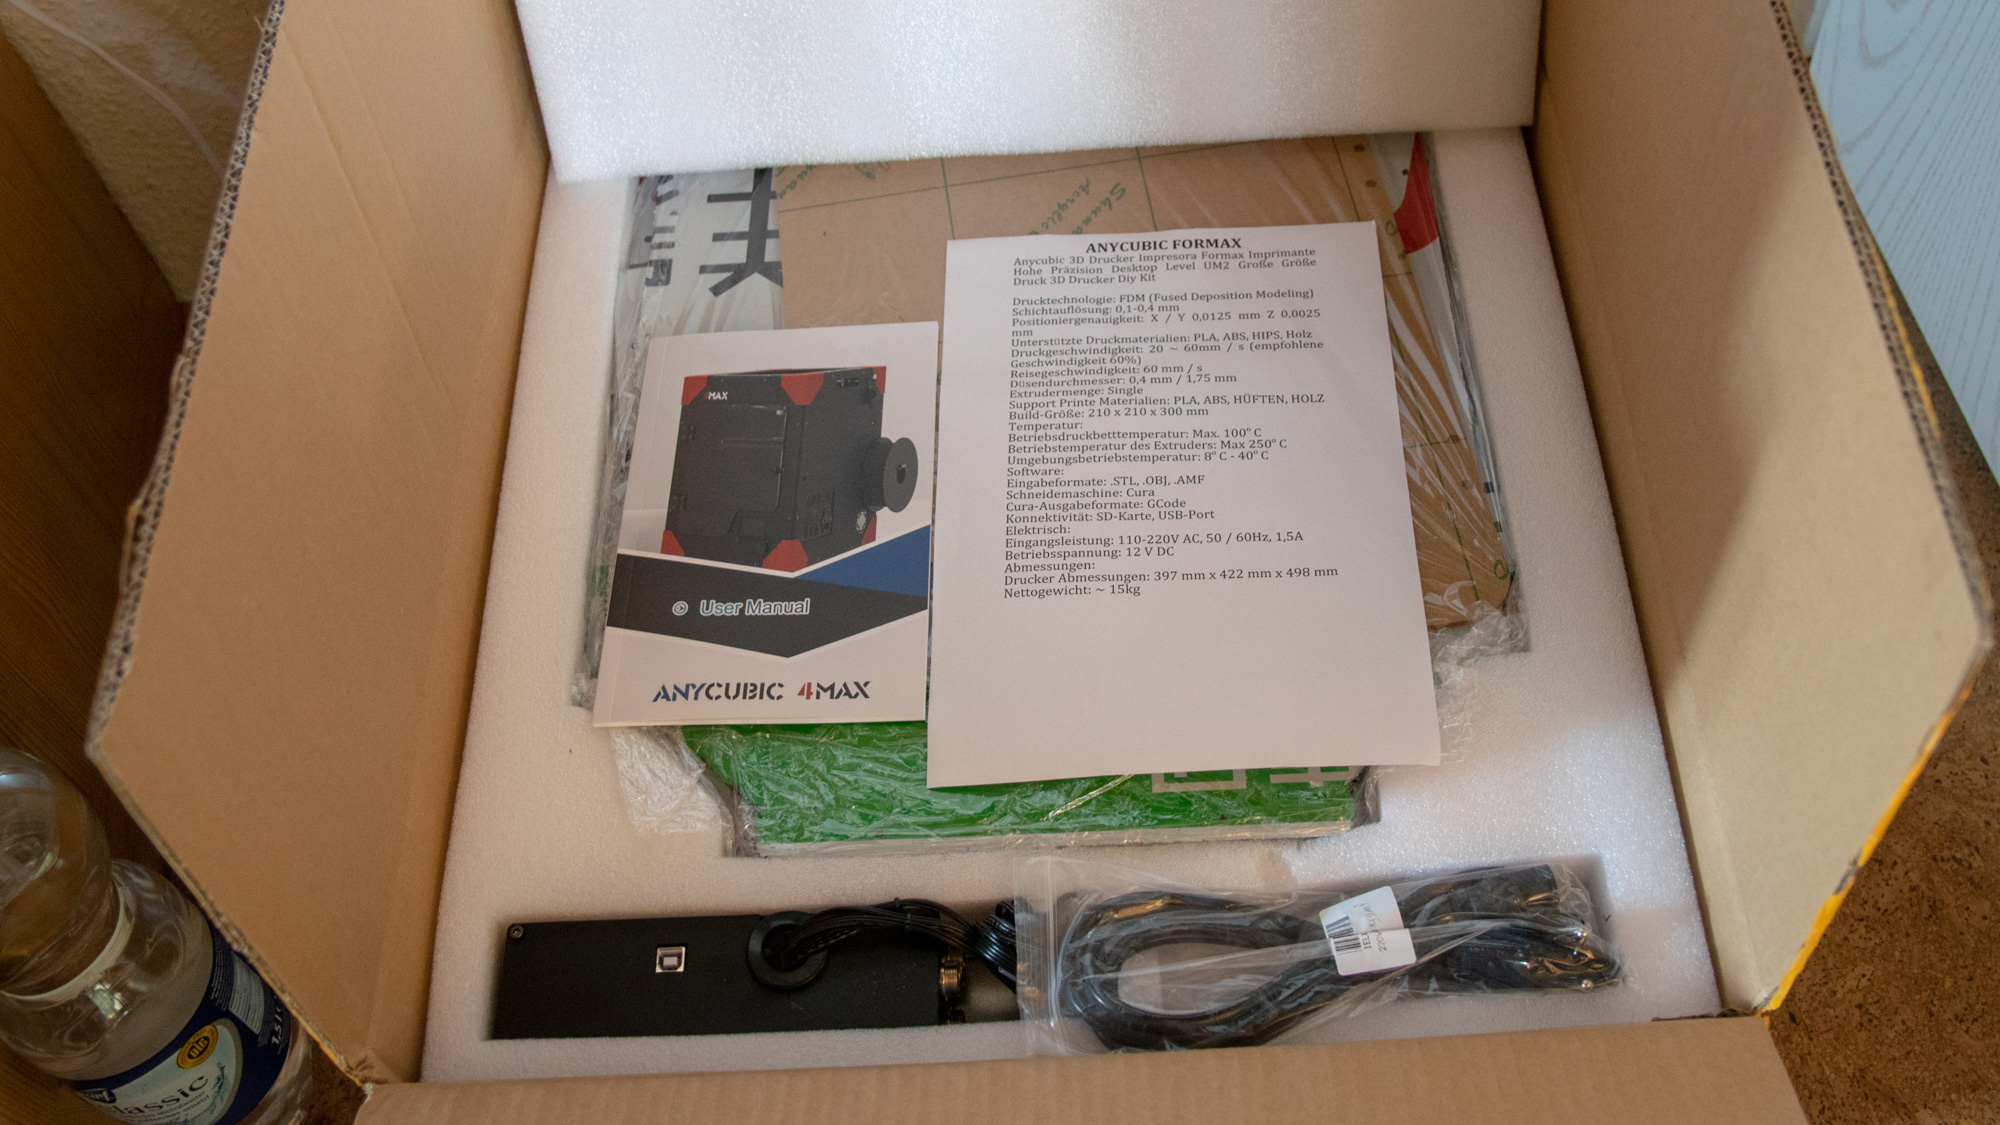 ANYCUBIC FORMAX
Anycubic 3D Drucker Impresora Formax Imprimante
Hohe Präzision Desktop Level UM2 Große Größe
Druck 3D Drucker Diy Kit
Drucktechnologie: FDM (Fused Deposition Modeling)
Schichtauflösung: 0,1-0,4 mm
Positioniergenauigkeit: X / Y 0,0125 mm Z 0,0025
mm
Unterstützte Druckmaterialien: PLA, ABS, HIPS, Holz
Druckgeschwindigkeit: 20 ~ 60mm / s (empfohlene
Geschwindigkeit 60%)
Reisegeschwindigkeit: 60 mm / s
Düsendurchmesser: 0,4 mm / 1,75 mm
Extrudermenge: Single
Support Printe Materialien: PLA, ABS, HÜFTEN, HOLZ
Build-Größe: 210 x 210 x 300 mm
Temperatur:
Betriebsdruckbetttemperatur: Max. 100° C
Betriebstemperatur des Extruders: Max 250° C
Umgebungsbetriebstemperatur: 8° C - 40° C
Software:
Eingabeformate: .STL, .OBJ, .AMF
Schneidemaschine: Cura
Cura-Ausgabeformate: GCode
Konnektivität: SD-Karte, USB-Port
Elektrisch:
Eingangsleistung: 110-220V AC, 50 / 60Hz, 1,5A
Betriebsspannung: 12 V DC
Abmessungen:
Drucker Abmessungen: 397 mm x 422 mm x 498 mm
Nettogewicht: ~ 15kg
4MAX
© User Manual
ANYCUBIC 4MAX
classic